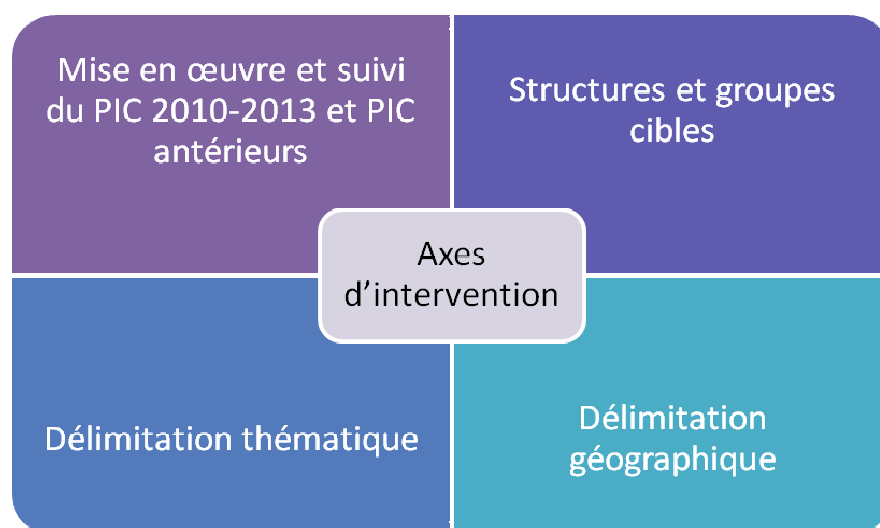 Mise en œuvre et suivi
du PIC 2010-2013 et PIC
antérieurs
Structures et groupes
cibles
Axes
d’intervention
Délimitation thématique
Délimitation
géographique